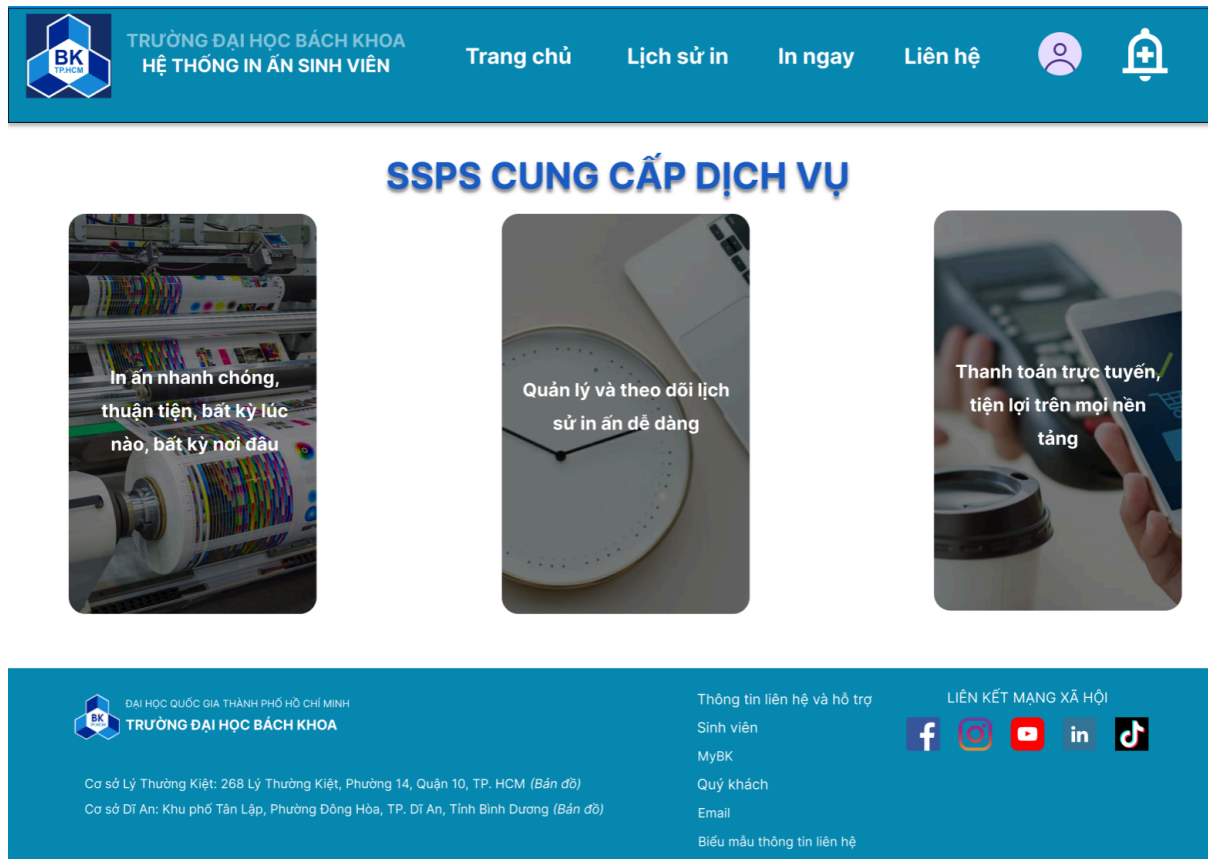 BK
TP.HCM
TRƯỜNG ĐẠI HỌC BÁCH KHOA
HỆ THỐNG IN ẤN SINH VIÊN
Trang chủ
Lịch sử in
In ngay
Liên hệ
SSPS CUNG CẤP DỊCH VỤ
In ấn nhanh chóng,
thuận tiện, bất kỳ lúc
nào, bất kỳ nơi đâu
Quản lý và theo dõi lịch
sử in ấn dễ dàng
Thanh toán trực tuyến,
tiện lợi trên mọi nền
tảng
BK
TP.HCM
ĐẠI HỌC QUỐC GIA THÀNH PHỐ HỒ CHÍ MINH
TRƯỜNG ĐẠI HỌC BÁCH KHOA
Cơ sở Lý Thường Kiệt: 268 Lý Thường Kiệt, Phường 14, Quận 10, TP. HCM (Bản đồ)
Cơ sở Dĩ An: Khu phố Tân Lập, Phường Đông Hòa, TP. Dĩ An, Tỉnh Bình Dương (Bản đồ)
Thông tin liên hệ và hỗ trợ
Sinh viên
MyBK
Quý khách
Email
Biểu mẫu thông tin liên hệ
LIÊN KẾT MẠNG XÃ HỘI